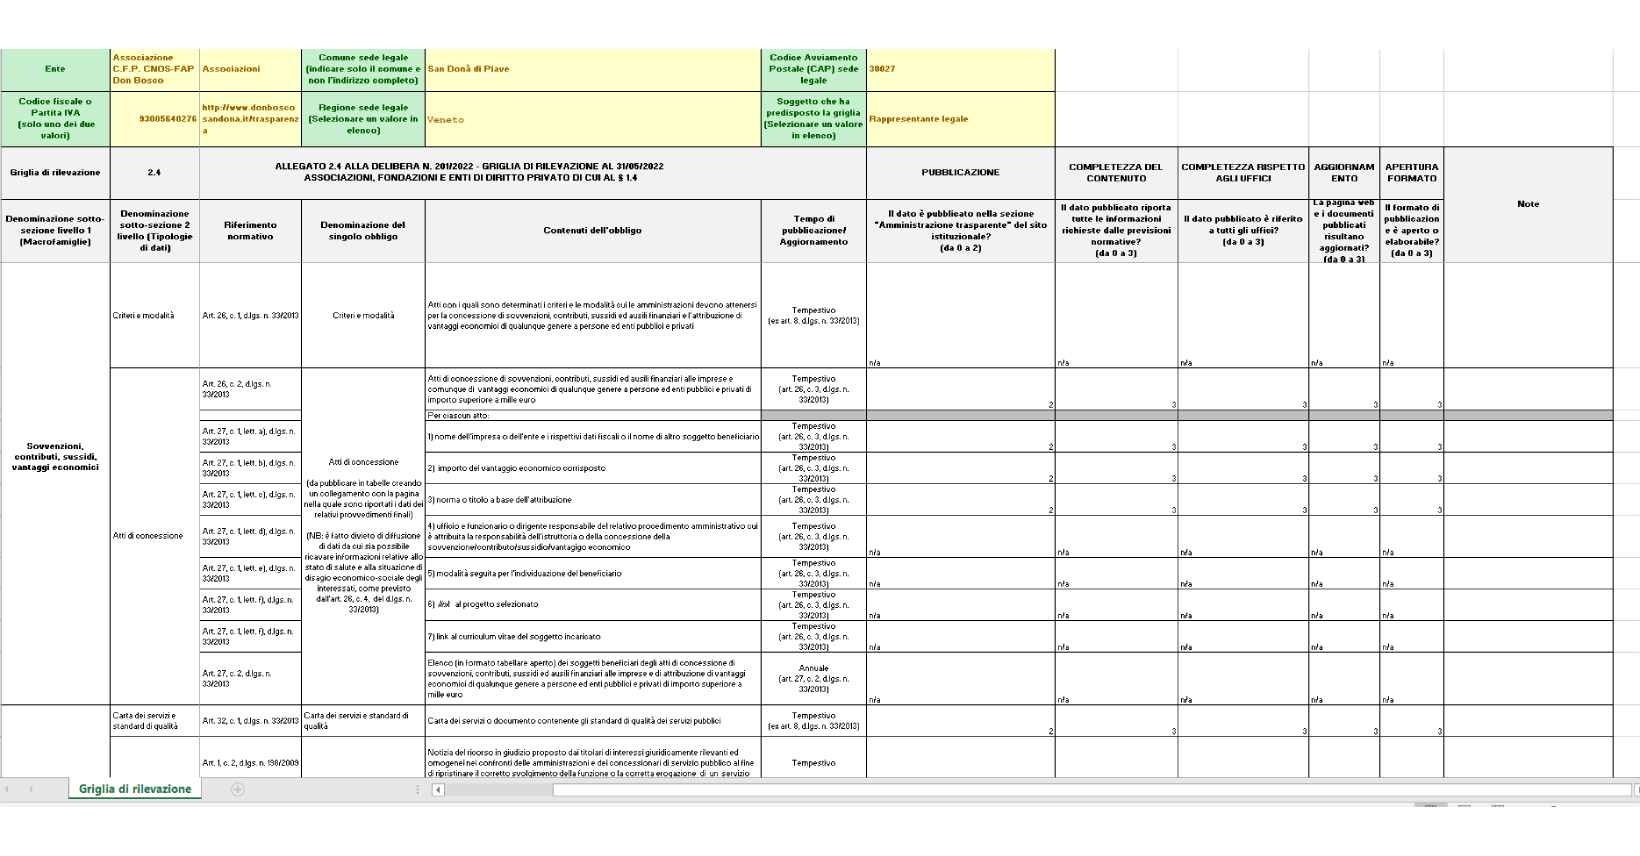 Ente
Associazione
C.F.P. CNOS-FAP
Don Bosco
Associazioni
Comune sede legale
(indicare solo il comune e
non l'indirizzo completo)
San Donà di Piave
Codice Avviamento
Postale (CAP) sede
legale
30027
Codice fiscale o
Partita IVA
(solo uno dei due
valori)
93005640276
http://www.donbosco
sandona.it/trasparenz
a
Regione sede legale
(Selezionare un valore in
elenco)
Veneto
Soggetto che ha
predisposto la griglia
(Selezionare un valore
in elenco)
Rappresentante legale
Griglia di rilevazione
2.4
ALLEGATO 2.4 ALLA DELIBERA N. 201/2022 - GRIGLIA DI RILEVAZIONE AL 31/05/2022
ASSOCIAZIONI, FONDAZIONI E ENTI DI DIRITTO PRIVATO DI CUI AL § 1.4
PUBBLICAZIONE
COMPLETEZZA DEL
CONTENUTO
COMPLETEZZA RISPETTO
AGLI UFFICI
AGGIORNAM
ENTO
APERTURA
FORMATO
Note
Denominazione sotto-
sezione livello 1
(Macrofamiglie)
Denominazione
sotto-sezione 2
livello (Tipologie
di dati)
Riferimento
normativo
Denominazione del
singolo obbligo
Contenuti dell'obbligo
Tempo di
pubblicazione/
Aggiornamento
Il dato è pubblicato nella sezione
"Amministrazione trasparente" del sito
istituzionale?
(da 0 a 2)
Il dato pubblicato riporta
tutte le informazioni
richieste dalle previsioni
normative?
(da 0 a 3)
Il dato pubblicato è riferito
a tutti gli uffici?
(da 0 a 3)
La pagina web
e i documenti
pubblicati
risultano
aggiornati?
(da 0 a 3)
Il formato di
pubblicazion
e è aperto o
elaborabile?
(da 0 a 3)
Sovvenzioni,
contributi, sussidi,
vantaggi economici
Criteri e modalità
Art. 26, c. 1, d.lgs. n. 33/2013
Criteri e modalità
Atti con i quali sono determinati i criteri e le modalità cui le amministrazioni devono attenersi
per la concessione di sovvenzioni, contributi, sussidi ed ausili finanziari e l'attribuzione di
vantaggi economici di qualunque genere a persone ed enti pubblici e privati
Tempestivo
(ex art. 8, d.lgs. n. 33/2013)
n/a
n/a
n/a
n/a
n/a
Atti di concessione
Art. 26, c. 2, d.lgs. n.
33/2013
Atti di concessione
(da pubblicare in tabelle creando
un collegamento con la pagina
nella quale sono riportati i dati dei
relativi provvedimenti finali)
(NB: è fatto divieto di diffusione
di dati da cui sia possibile
ricavare informazioni relative allo
stato di salute e alla situazione di
disagio economico-sociale degli
interessati, come previsto
dall'art. 26, c. 4, del d.lgs. n.
33/2013)
Atti di concessione di sovvenzioni, contributi, sussidi ed ausili finanziari alle imprese e
comunque di vantaggi economici di qualunque genere a persone ed enti pubblici e privati di
importo superiore a mille euro
Tempestivo
(art. 26, c. 3, d.lgs. n.
33/2013)
2
3
3
3
3
Per ciascun atto:
Art. 27, c. 1, lett. a), d.lgs. n.
33/2013
1) nome dell'impresa o dell'ente e i rispettivi dati fiscali o il nome di altro soggetto beneficiario
Tempestivo
(art. 26, c. 3, d.lgs. n.
33/2013)
2
3
3
3
3
Art. 27, c. 1, lett. b), d.lgs. n.
33/2013
2) importo del vantaggio economico corrisposto
Tempestivo
(art. 26, c. 3, d.lgs. n.
33/2013)
2
3
3
3
3
Art. 27, c. 1, lett. c), d.lgs. n.
33/2013
3) norma o titolo a base dell'attribuzione
Tempestivo
(art. 26, c. 3, d.lgs. n.
33/2013)
2
3
3
3
3
Art. 27, c. 1, lett. d), d.lgs. n.
33/2013
4) ufficio e funzionario o dirigente responsabile del relativo procedimento amministrativo cui
è attribuita la responsabilità dell'istruttoria o della concessione della
sovvenzione/contributo/sussidio/vantagigo economico
Tempestivo
(art. 26, c. 3, d.lgs. n.
33/2013)
n/a
n/a
n/a
n/a
n/a
Art. 27, c. 1, lett. e), d.lgs. n.
33/2013
5) modalità seguita per l'individuazione del beneficiario
Tempestivo
(art. 26, c. 3, d.lgs. n.
33/2013)
n/a
n/a
n/a
n/a
n/a
Art. 27, c. 1, lett. f), d.lgs. n.
33/2013
6) link al progetto selezionato
Tempestivo
(art. 26, c. 3, d.lgs. n.
33/2013)
n/a
n/a
n/a
n/a
n/a
Art. 27, c. 1, lett. f), d.lgs. n.
33/2013
7) link al curriculum vitae del soggetto incaricato
Tempestivo
(art. 26, c. 3, d.lgs. n.
33/2013)
n/a
n/a
n/a
n/a
n/a
Art. 27, c. 2, d.lgs. n.
33/2013
Elenco (in formato tabellare aperto) dei soggetti beneficiari degli atti di concessione di
sovvenzioni, contributi, sussidi ed ausili finanziari alle imprese e di attribuzione di vantaggi
economici di qualunque genere a persone ed enti pubblici e privati di importo superiore a
mille euro
Annuale
(art. 27, c. 2, d.lgs. n.
33/2013)
n/a
n/a
n/a
n/a
n/a
Carta dei servizi e
standard di qualità
Art. 32, c. 1, d.lgs. n. 33/2013
Carta dei servizi e standard di
qualità
Carta dei servizi o documento contenente gli standard di qualità dei servizi pubblici
Tempestivo
(ex art. 8, d.lgs. n. 33/2013)
2
3
3
3
3
Art. 1, c. 2, d.lgs. n. 198/2009
Notizia del ricorso in giudizio proposto dai titolari di interessi giuridicamente rilevanti ed
omogenei nei confronti delle amministrazioni e dei concessionari di servizio pubblico al fine
di ripristinare il corretto svolgimento della funzione o la corretta erogazione di un servizio
Tempestivo
Griglia di rilevazione